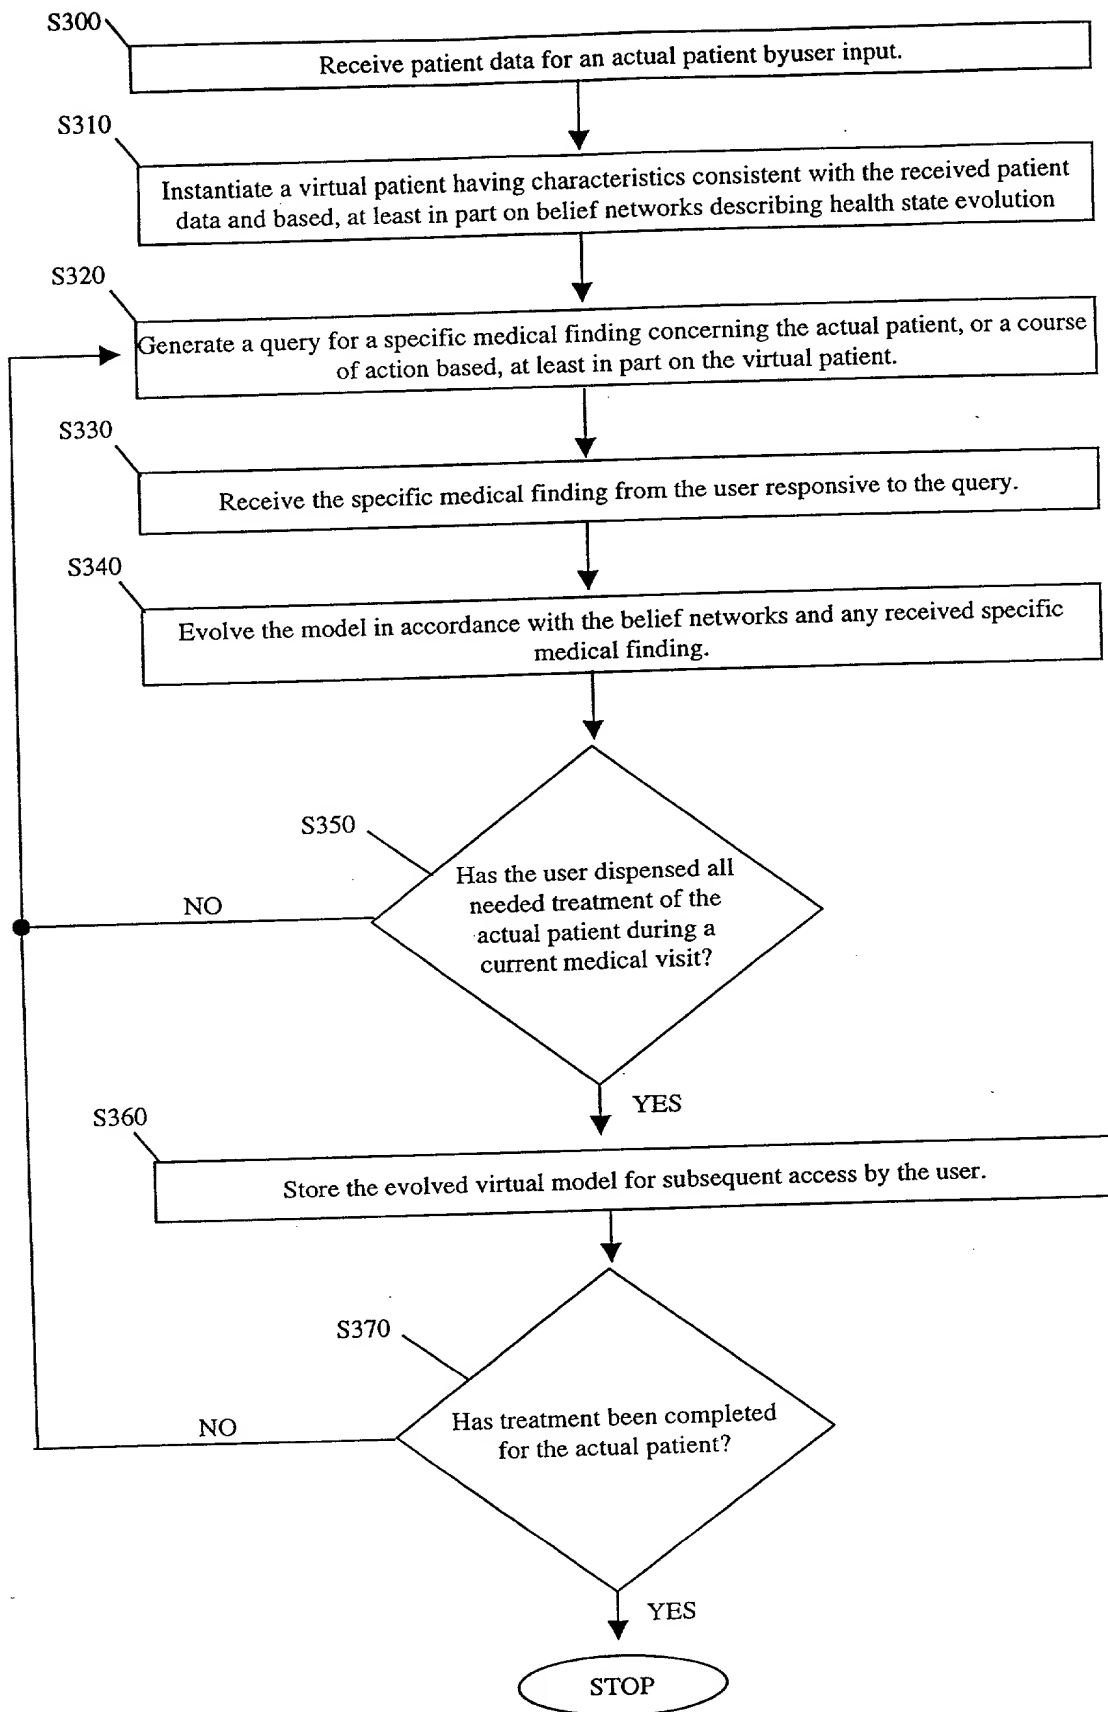 S300
Receive patient data for an actual patient byuser input.
S310
Instantiate a virtual patient having characteristics consistent with the received patient
data and based, at least in part on belief networks describing health state evolution
S320
Generate a query for a specific medical finding concerning the actual patient, or a course
of action based, at least in part on the virtual patient.
S330
Receive the specific medical finding from the user responsive to the query.
S340
Evolve the model in accordance with the belief networks and any received specific
medical finding.
S350
Has the user dispensed all
needed treatment of the
actual patient during a
current medical visit?
NO
YES
S360
Store the evolved virtual model for subsequent access by the user.
S370
Has treatment been completed
for the actual patient?
NO
YES
STOP